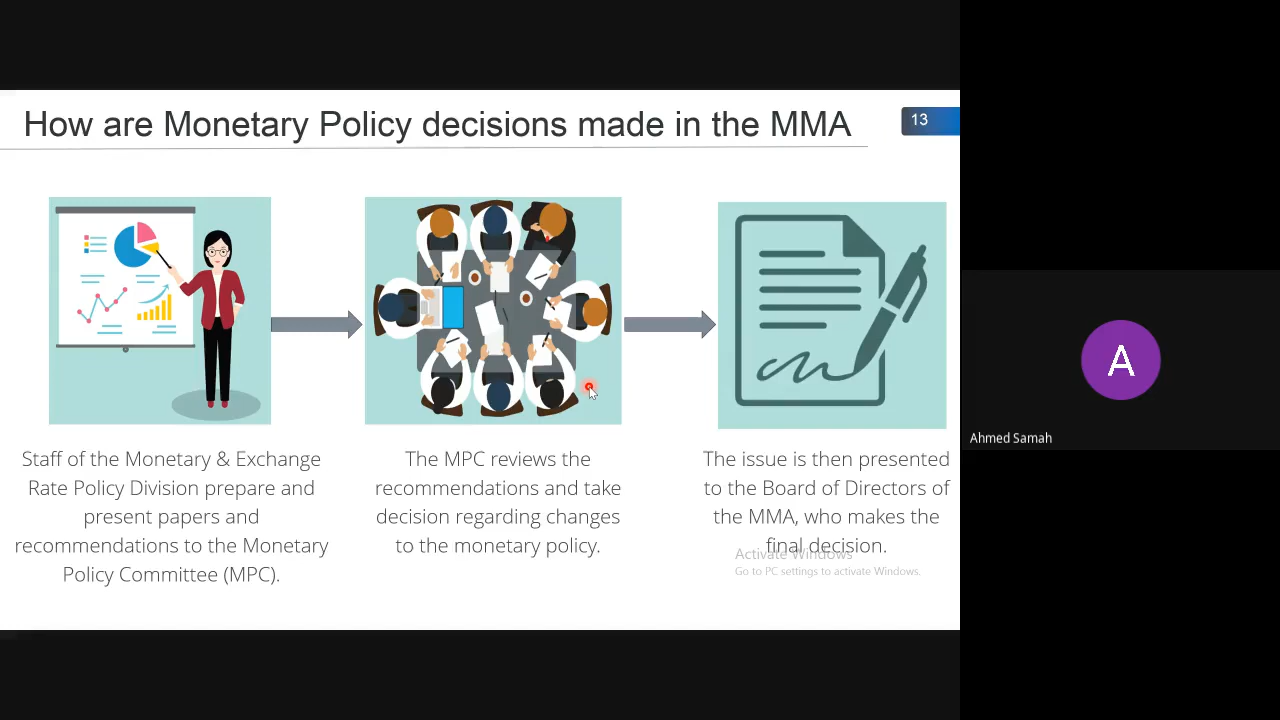 How are Monetary Policy decisions made in the MMA
13
Staff of the Monetary & Exchange
Rate Policy Division prepare and
present papers and
recommendations to the Monetary
Policy Committee (MPC).
The MPC reviews the
recommendations and take
decision regarding changes
to the monetary policy.
The issue is then presented
to the Board of Directors of
the MMA, who makes the
final decision.
Activate Windows
Go to PC settings to activate Windows.
A
Ahmed Samah